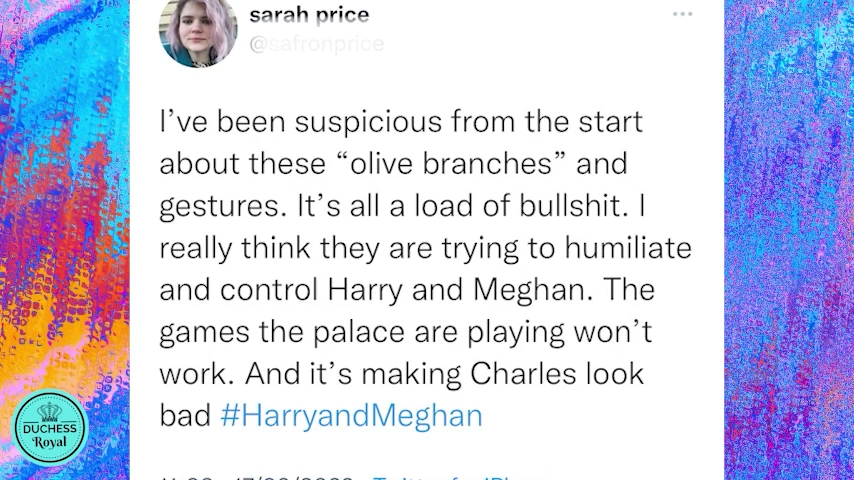 sarah price
@safronprice
I’ve been suspicious from the start
about these “olive branches” and
gestures. It’s all a load of bullshit. I
really think they are trying to humiliate
and control Harry and Meghan. The
games the palace are playing won’t
work. And it’s making Charles look
bad #HarryandMeghan
DUCHESS
Royal